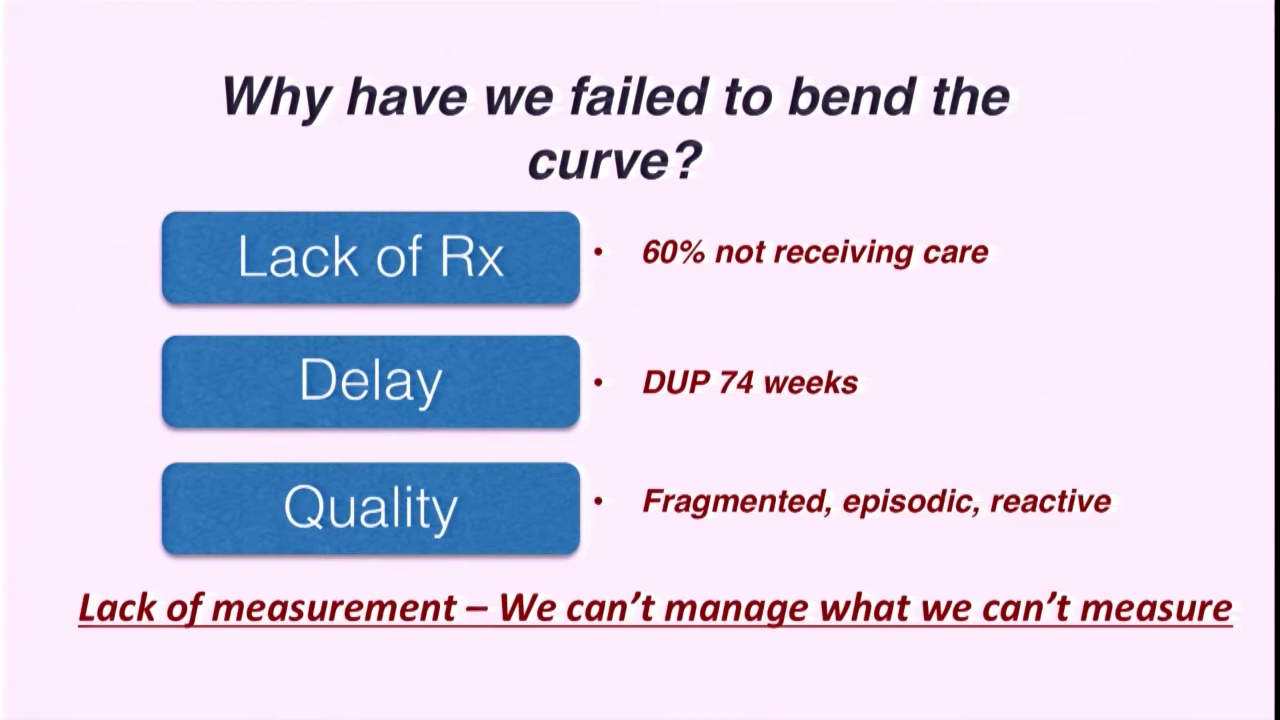 Why have we failed to bend the
curve?
Lack of Rx
• 60% not receiving care
Delay
• DUP 74 weeks
Quality
• Fragmented, episodic, reactive
Lack of measurement – We can’t manage what we can’t measure